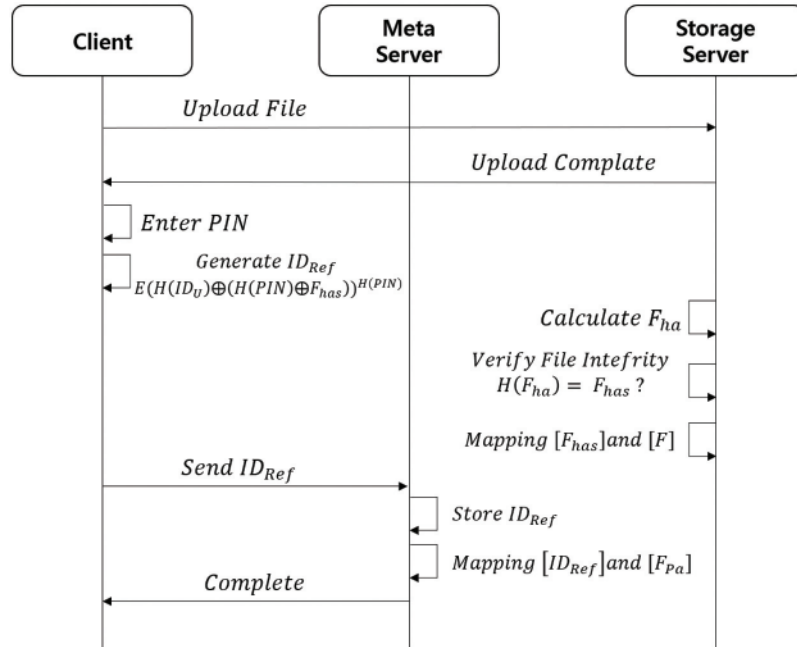 Client
Meta
Server
Storage
Server
Upload File
Upload Complate
Enter PIN
Generate ID_Ref
E(H(ID_U)⊕(H(PIN)⊕F_has))^H(PIN)
Calculate F_ha
Verify File Intefrity
H(F_ha) = F_has ?
Mapping [F_has]and [F]
Send ID_Ref
Store ID_Ref
Mapping [ID_Ref]and [F_Pa]
Complete